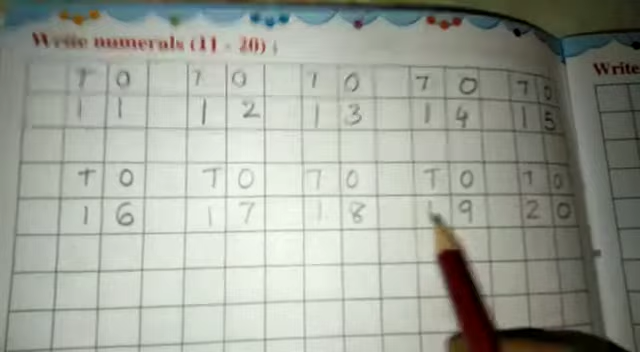 Write numerals (11 - 20) :
Write
T O T O T O T O T O
1 1 1 2 1 3 1 4 1 5
T O T O T O T O T O
1 6 1 7 1 8 1 9 2 0